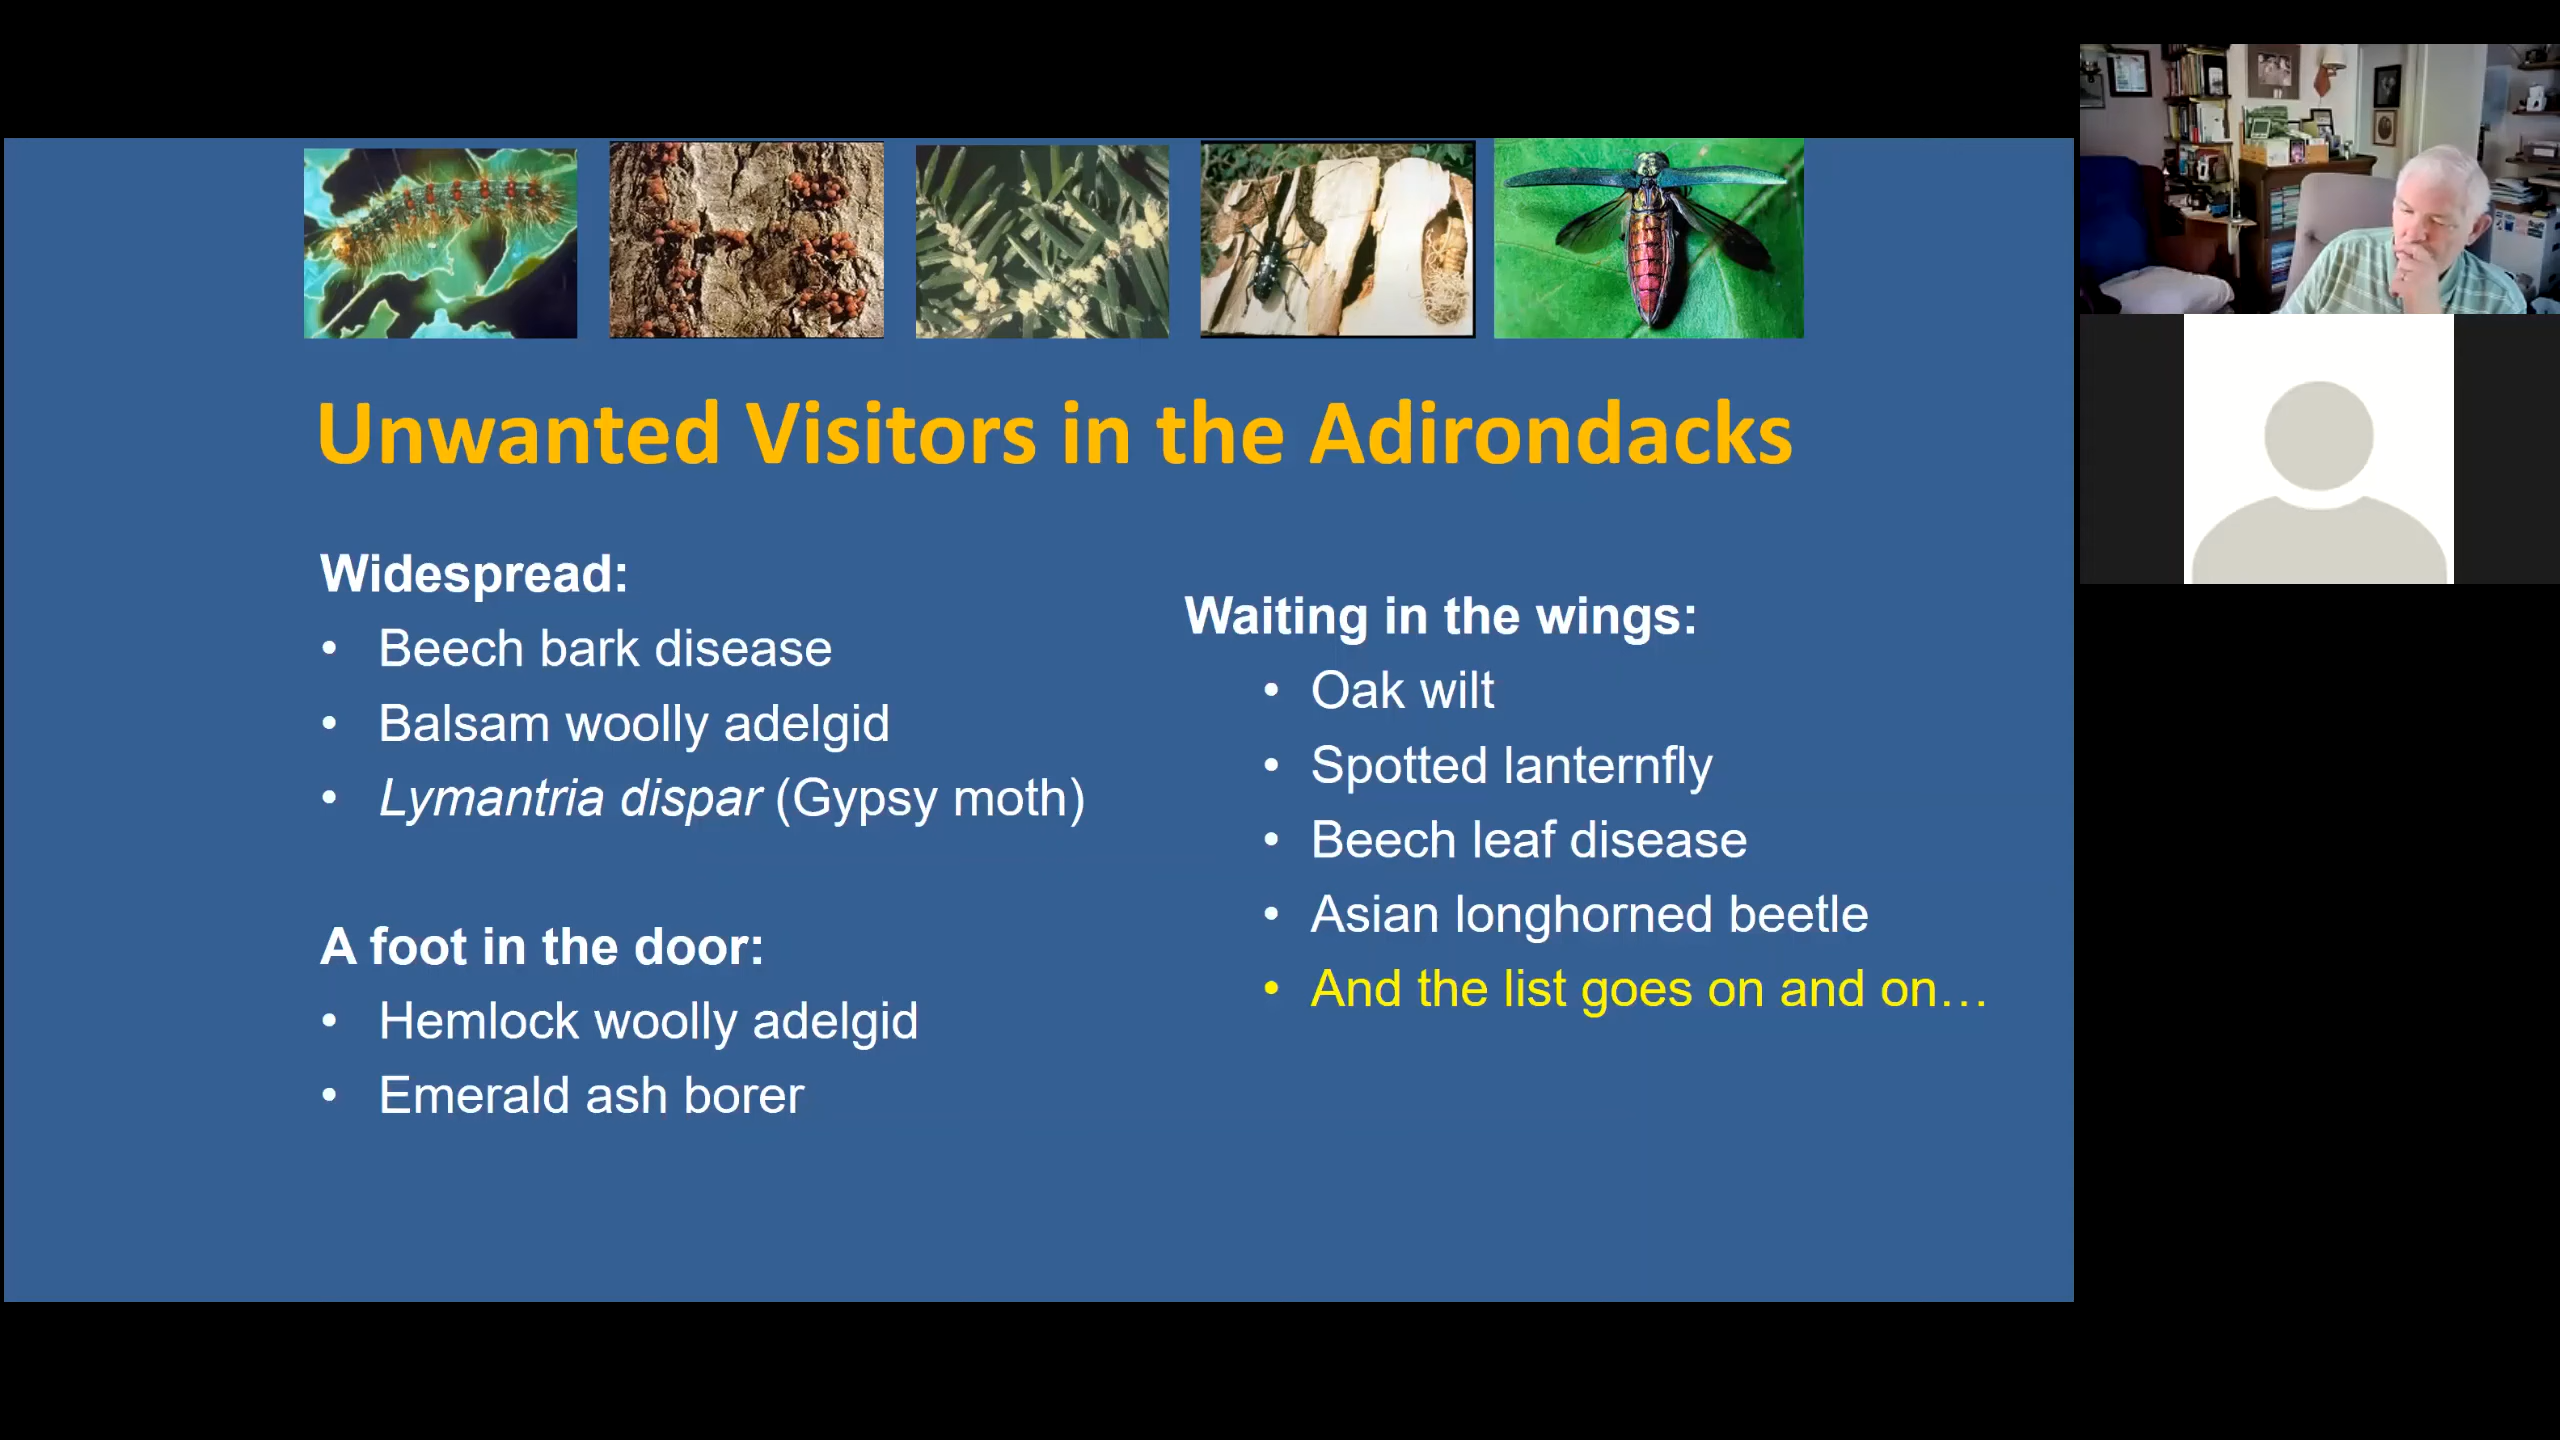 Unwanted Visitors in the Adirondacks
Widespread:
• Beech bark disease
• Balsam woolly adelgid
• Lymantria dispar (Gypsy moth)
A foot in the door:
• Hemlock woolly adelgid
• Emerald ash borer
Waiting in the wings:
• Oak wilt
• Spotted lanternfly
• Beech leaf disease
• Asian longhorned beetle
• And the list goes on and on…